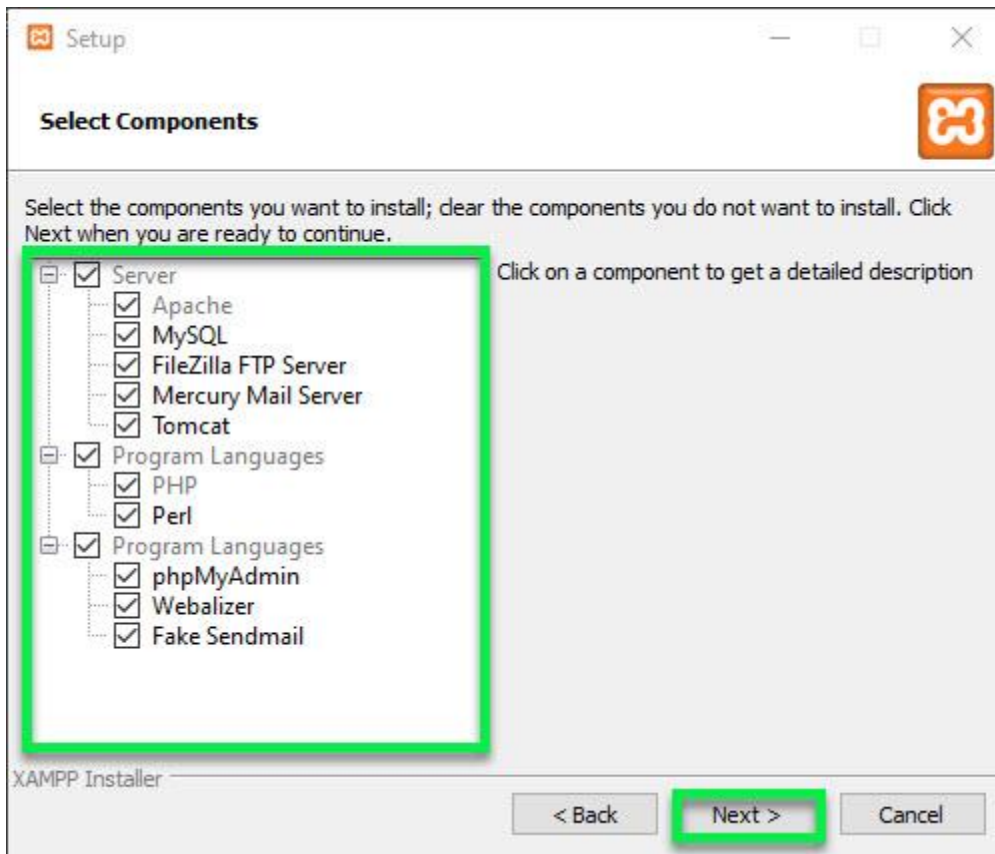 Setup
Select Components
Select the components you want to install; clear the components you do not want to install. Click
Next when you are ready to continue.
Server
Apache
MySQL
FileZilla FTP Server
Mercury Mail Server
Tomcat
Program Languages
PHP
Perl
Program Languages
phpMyAdmin
Webalizer
Fake Sendmail
Click on a component to get a detailed description
XAMPP Installer
< Back
Next >
Cancel